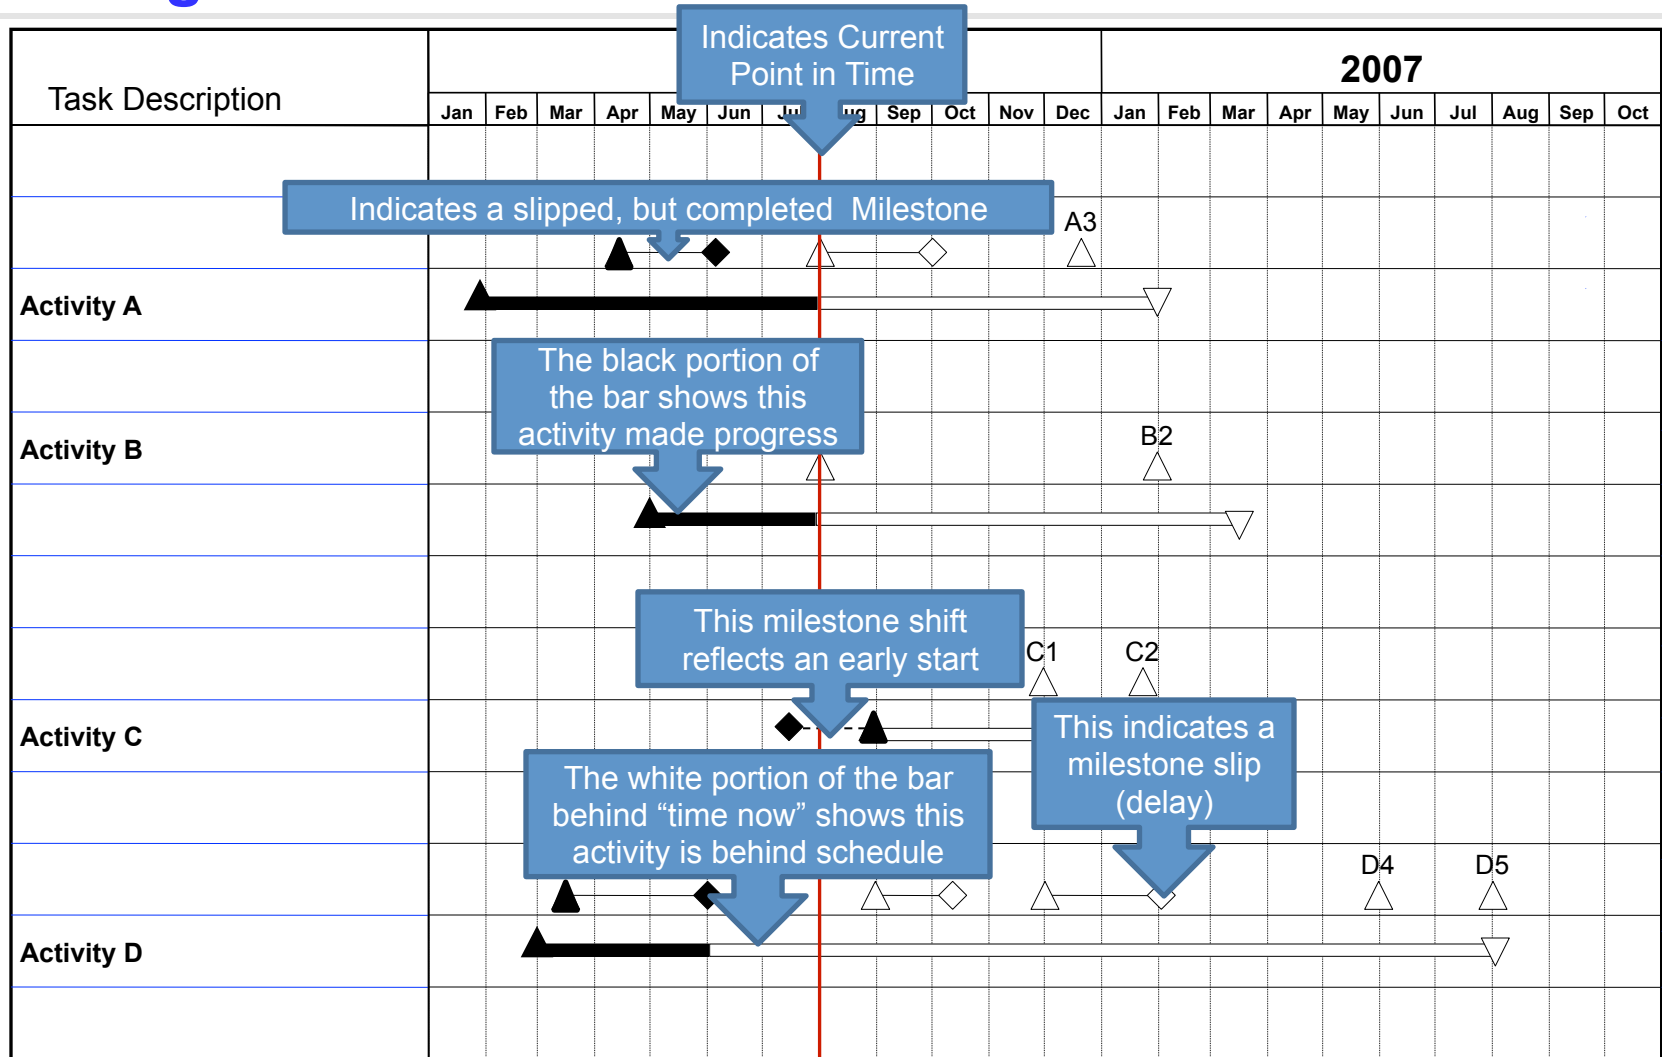 Indicates Current
Point in Time
2007
Task Description
Jan Feb Mar Apr May Jun Sep Oct Nov Dec Jan Feb Mar Apr May Jun Jul Aug Sep Oct
Indicates a slipped, but completed Milestone
A3
Activity A
The black portion of
the bar shows this
activity made progress
B2
Activity B
This milestone shift
reflects an early start
C1 C2
This indicates a
milestone slip
(delay)
Activity C
The white portion of the bar
behind “time now” shows this
activity is behind schedule
D4 D5
Activity D